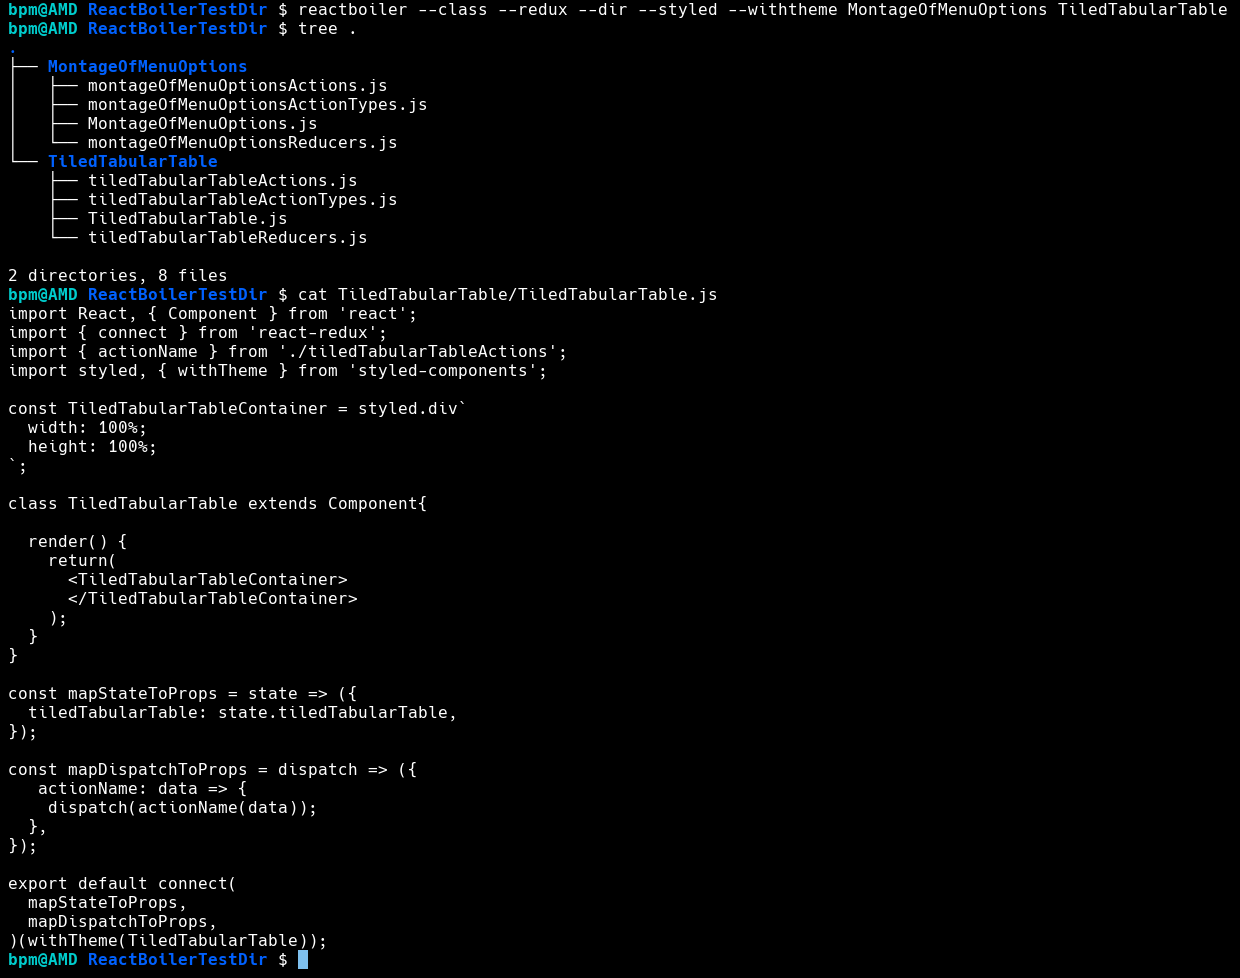 bpm@AMD ReactBoilerTestDir $ reactboiler --class --redux --dir --styled --withtheme MontageOfMenuOptions TiledTabularTable
bpm@AMD ReactBoilerTestDir $ tree .
.
├── MontageOfMenuOptions
│   ├── montageOfMenuOptionsActions.js
│   ├── montageOfMenuOptionsActionTypes.js
│   ├── MontageOfMenuOptions.js
│   └── montageOfMenuOptionsReducers.js
└── TiledTabularTable
    ├── tiledTabularTableActions.js
    ├── tiledTabularTableActionTypes.js
    ├── TiledTabularTable.js
    └── tiledTabularTableReducers.js

2 directories, 8 files
bpm@AMD ReactBoilerTestDir $ cat TiledTabularTable/TiledTabularTable.js
import React, { Component } from 'react';
import { connect } from 'react-redux';
import { actionName } from './tiledTabularTableActions';
import styled, { withTheme } from 'styled-components';

const TiledTabularTableContainer = styled.div`
  width: 100%;
  height: 100%;
`;

class TiledTabularTable extends Component{

  render() {
    return(
      <TiledTabularTableContainer>
      </TiledTabularTableContainer>
    );
  }
}

const mapStateToProps = state => ({
  tiledTabularTable: state.tiledTabularTable,
});

const mapDispatchToProps = dispatch => ({
   actionName: data => {
    dispatch(actionName(data));
  },
});

export default connect(
  mapStateToProps,
  mapDispatchToProps,
)(withTheme(TiledTabularTable));
bpm@AMD ReactBoilerTestDir $